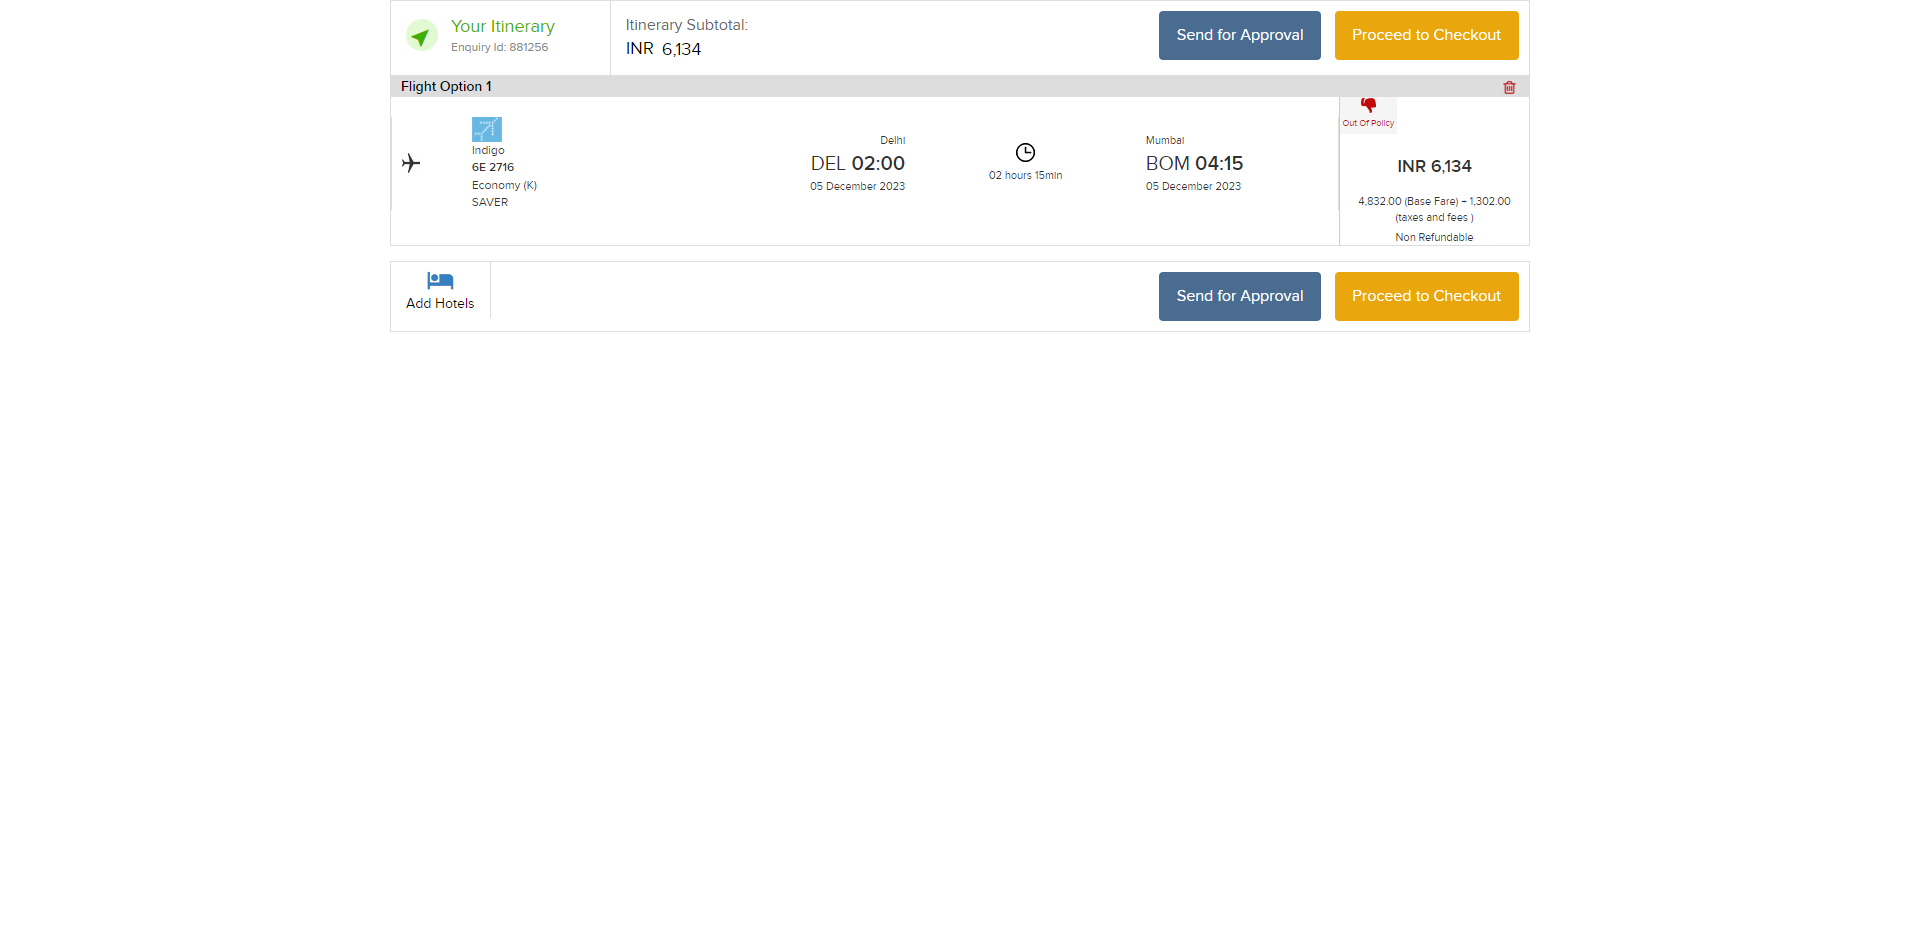 Your Itinerary
Enquiry Id: 881256
Itinerary Subtotal:
INR 6,134
Send for Approval
Proceed to Checkout
Flight Option 1
Indigo
6E 2716
Economy (K)
SAVER
Delhi
DEL 02:00
05 December 2023
02 hours 15min
Mumbai
BOM 04:15
05 December 2023
Out Of Policy
INR 6,134
4,832.00 (Base Fare) + 1,302.00
(taxes and fees )
Non Refundable
Add Hotels
Send for Approval
Proceed to Checkout